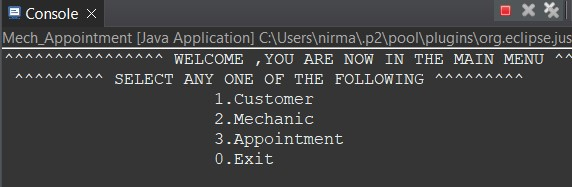 Console
Mech_Appointment [Java Application] C:\Users\nirma\.p2\pool\plugins\org.eclipse.jus
^^^^^^^^^^^^^^^^ WELCOME ,YOU ARE NOW IN THE MAIN MENU ^^
^^^^^^^^^ SELECT ANY ONE OF THE FOLLOWING ^^^^^^^^^
1.Customer
2.Mechanic
3.Appointment
0.Exit